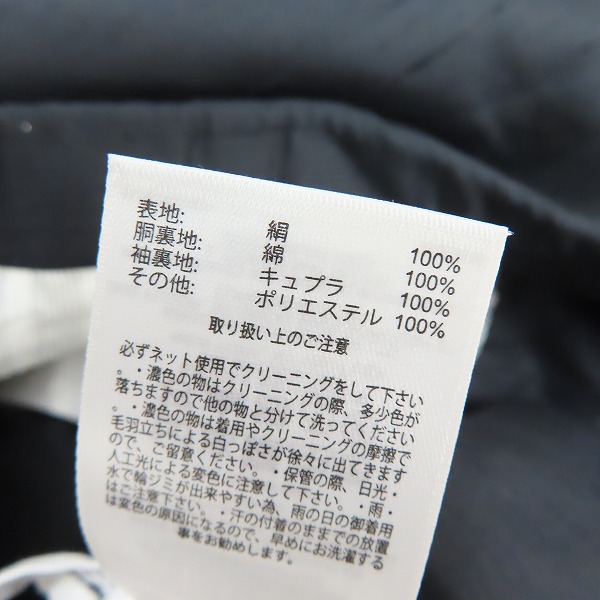 表地: 絹 100%
胴裏地: 綿 100%
袖裏地: キュプラ 100%
その他: ポリエステル 100%
取り扱い上のご注意
必ずネット使用でクリーニングをして下さい
。・濃色の物はクリーニングの際、多少色が
落ちますので他の物と分けて洗ってください
。・濃色の物は着用やクリーニングの摩擦で
毛羽立ちによる白っぽさが徐々に出てきます
ので、ご留意ください。・保管の際、日光・
人工光による変色に注意して下さい。・雨・
水で輪ジミが出来やすい為、雨の日の御着用
はご注意下さい。・汗の付着のままでの放置
は変色の原因になるので、早めにお洗濯する
事をお勧めします。